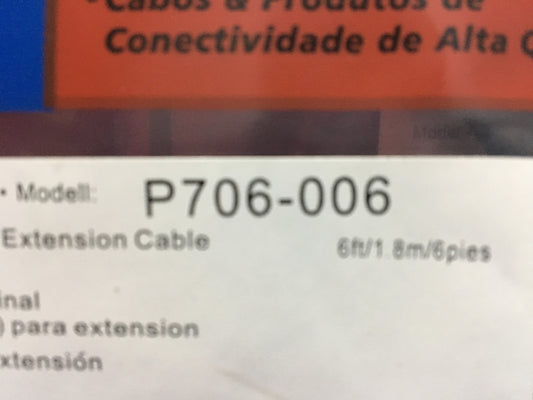 • Cabos & Produtos de
Conectividade de Alta Q
Model
• Modell: P706-006
Extension Cable 6ft/1.8m/6pies
inal
) para extension
xtensión